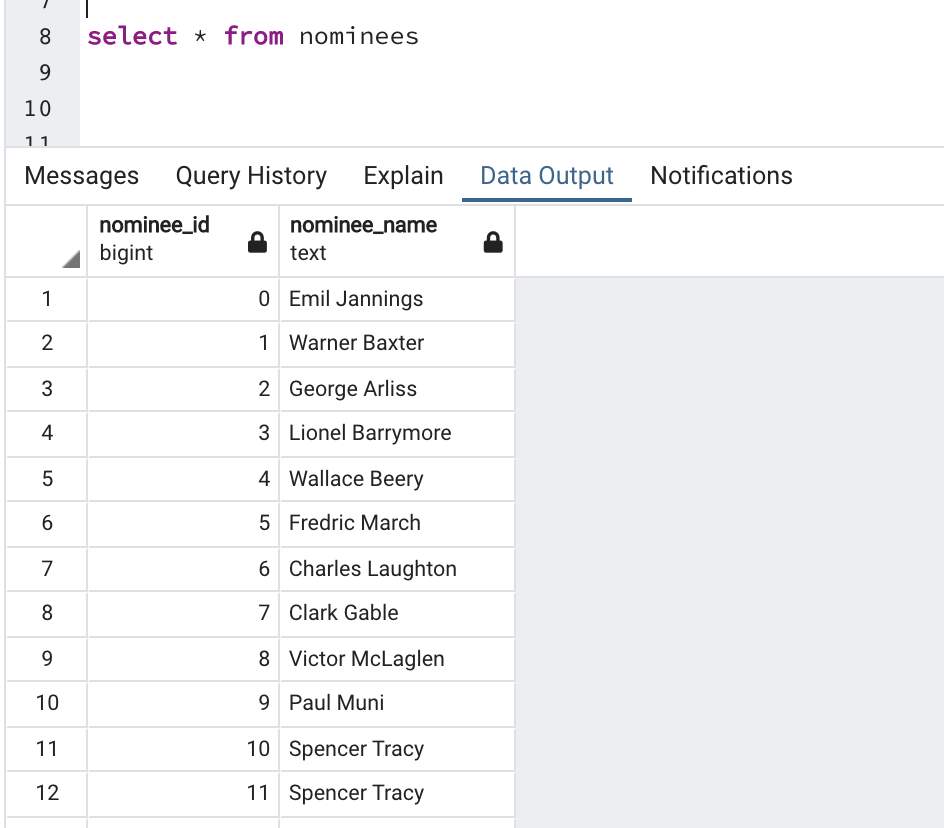 7
8 select * from nominees
9
10
11
Messages Query History Explain Data Output Notifications
nominee_id nominee_name
bigint text
1 0 Emil Jannings
2 1 Warner Baxter
3 2 George Arliss
4 3 Lionel Barrymore
5 4 Wallace Beery
6 5 Fredric March
7 6 Charles Laughton
8 7 Clark Gable
9 8 Victor McLaglen
10 9 Paul Muni
11 10 Spencer Tracy
12 11 Spencer Tracy